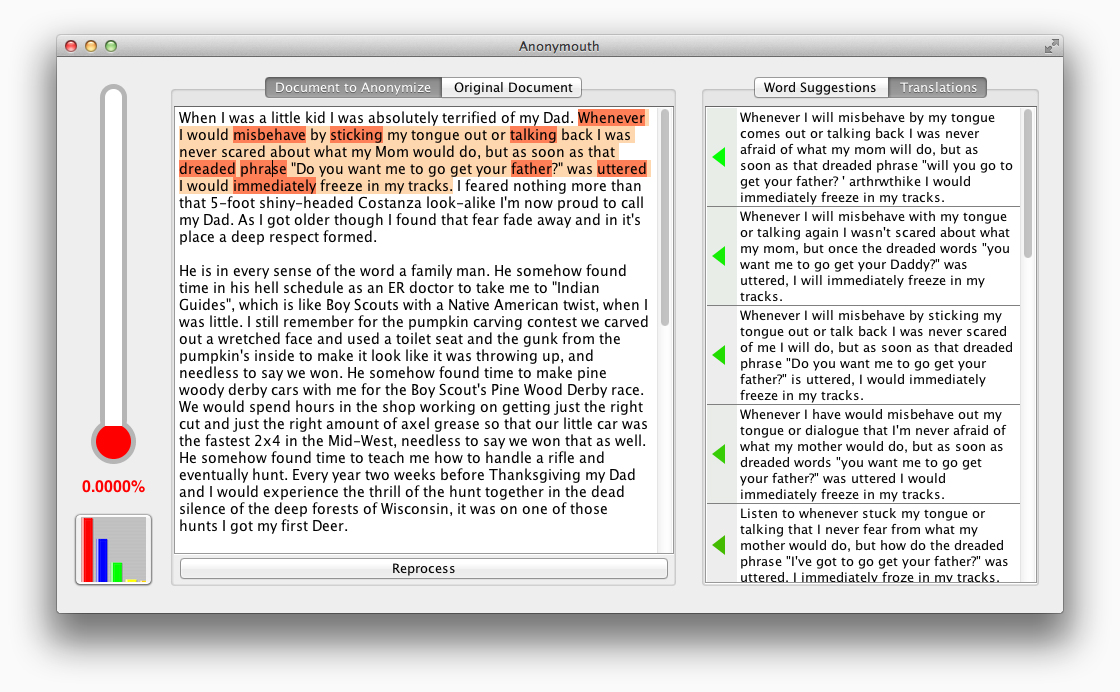 Anonymouth
Document to Anonymize
Original Document
When I was a little kid I was absolutely terrified of my Dad. Whenever
I would misbehave by sticking my tongue out or talking back I was
never scared about what my Mom would do, but as soon as that
dreaded phrase "Do you want me to go get your father?" was uttered
I would immediately freeze in my tracks. I feared nothing more than
that 5-foot shiny-headed Costanza look-alike I'm now proud to call
my Dad. As I got older though I found that fear fade away and in it's
place a deep respect formed.
He is in every sense of the word a family man. He somehow found
time in his hell schedule as an ER doctor to take me to "Indian
Guides", which is like Boy Scouts with a Native American twist, when I
was little. I still remember for the pumpkin carving contest we carved
out a wretched face and used a toilet seat and the gunk from the
pumpkin's inside to make it look like it was throwing up, and
needless to say we won. He somehow found time to make pine
woody derby cars with me for the Boy Scout's Pine Wood Derby race.
We would spend hours in the shop working on getting just the right
cut and just the right amount of axel grease so that our little car was
the fastest 2x4 in the Mid-West, needless to say we won that as well.
He somehow found time to teach me how to handle a rifle and
eventually hunt. Every year two weeks before Thanksgiving my Dad
and I would experience the thrill of the hunt together in the dead
silence of the deep forests of Wisconsin, it was on one of those
hunts I got my first Deer.
Reprocess
0.0000%
Word Suggestions
Translations
Whenever I will misbehave by my tongue
comes out or talking back I was never
afraid of what my mom will do, but as
soon as that dreaded phrase "will you go to
get your father? ' arthrwthike I would
immediately freeze in my tracks.
Whenever I will misbehave with my tongue
or talking again I wasn't scared about what
my mom, but once the dreaded words "you
want me to go get your Daddy?" was
uttered, I will immediately freeze in my
tracks.
Whenever I will misbehave by sticking my
tongue out or talk back I was never scared
of me I will do, but as soon as that dreaded
phrase "Do you want me to go get your
father?" is uttered, I would immediately
freeze in my tracks.
Whenever I have would misbehave out my
tongue or dialogue that I'm never afraid of
what my mother would do, but as soon as
dreaded words "you want me to go get
your father?" was uttered I would
immediately freeze in my tracks.
Listen to whenever stuck my tongue or
talking that I never fear from what my
mother would do, but how do the dreaded
phrase "I've got to go get your father?" was
uttered, I immediately froze in my tracks.